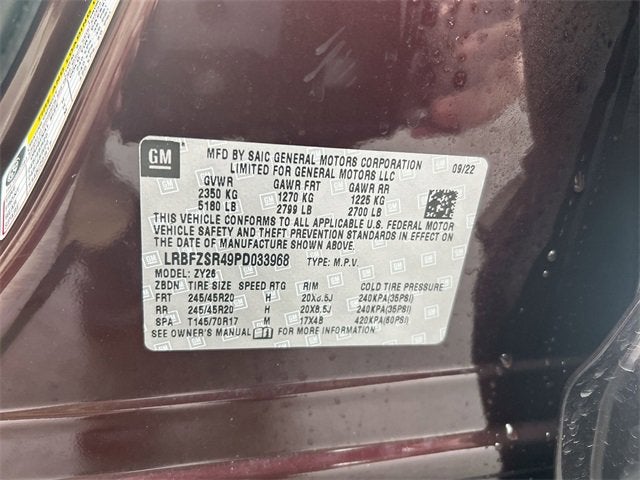 GM
MFD BY SAIC GENERAL MOTORS CORPORATION
LIMITED FOR GENERAL MOTORS LLC
09/22
GVWR GAWR FRT GAWR RR
2350 KG 1270 KG 1225 KG
5180 LB 2799 LB 2700 LB
THIS VEHICLE CONFORMS TO ALL APPLICABLE U.S. FEDERAL MOTOR
VEHICLE SAFETY AND THEFT PREVENTION STANDARDS IN EFFECT ON
THE DATE OF MANUFACTURE SHOWN ABOVE.
LRBFZSR49PD033968 TYPE: M.P.V.
MODEL: ZY26
ZBDN TIRE SIZE SPEED RTG RIM COLD TIRE PRESSURE
FRT 245/45R20 H 20X8.5J 240KPA(35PSI)
RR 245/45R20 H 20X8.5J 240KPA(35PSI)
SPA T145/70R17 M 17X4B 420KPA(60PSI)
SEE OWNER'S MANUAL FOR MORE INFORMATION